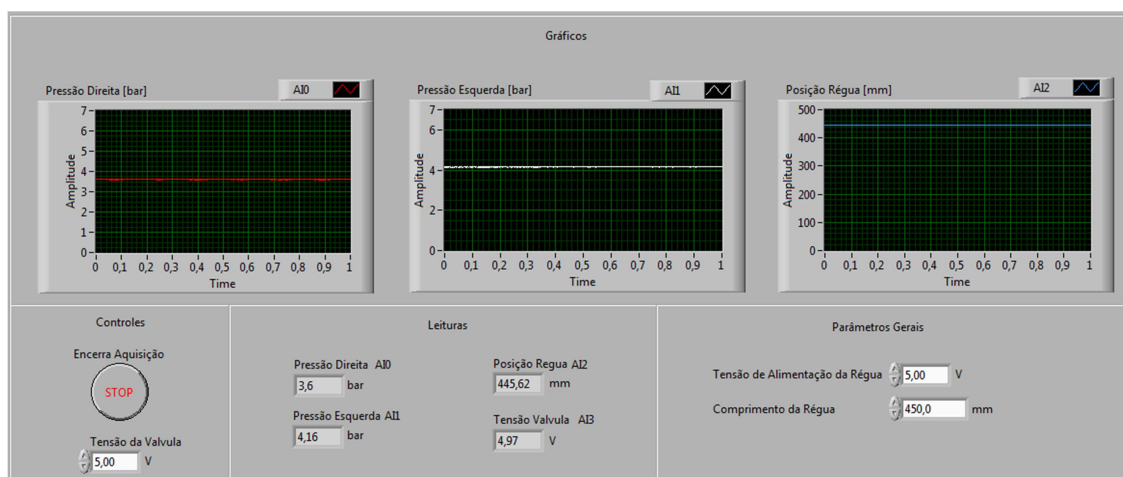 Gráficos
Pressão Direita [bar]
AI0
7
6
5
4
3
2
1
0
Amplitude
0 0,1 0,2 0,3 0,4 0,5 0,6 0,7 0,8 0,9 1
Time
Pressão Esquerda [bar]
AI1
7
6
4
2
0
Amplitude
0 0,1 0,2 0,3 0,4 0,5 0,6 0,7 0,8 0,9 1
Time
Posição Régua [mm]
AI2
500
400
300
200
100
0
Amplitude
0 0,1 0,2 0,3 0,4 0,5 0,6 0,7 0,8 0,9 1
Time
Controles
Encerra Aquisição
STOP
Tensão da Valvula
5,00 V
Leituras
Pressão Direita AI0
3,6 bar
Pressão Esquerda AI1
4,16 bar
Posição Regua AI2
445,62 mm
Tensão Valvula AI3
4,97 V
Parâmetros Gerais
Tensão de Alimentação da Régua 5,00 V
Comprimento da Régua 450,0 mm